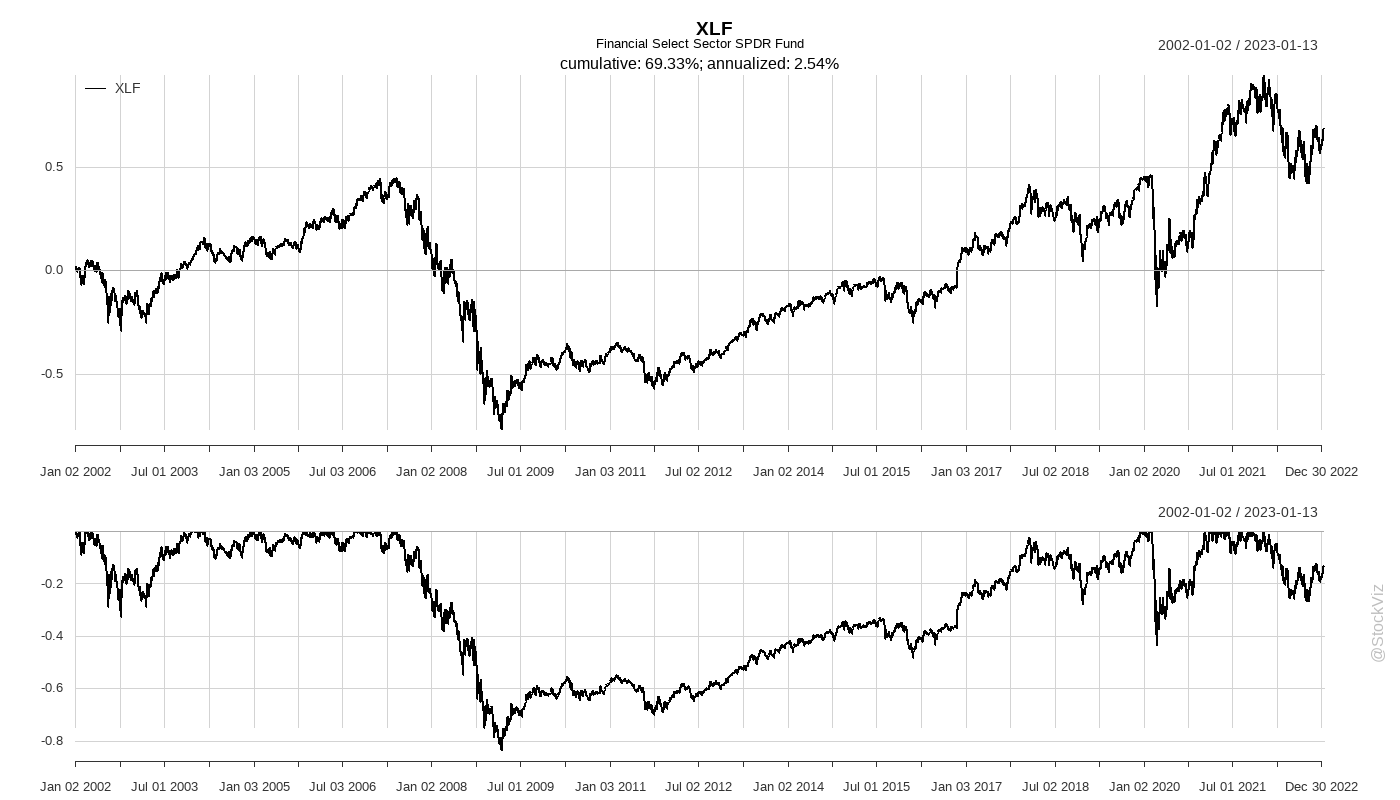 XLF
Financial Select Sector SPDR Fund
cumulative: 69.33%; annualized: 2.54%
2002-01-02 / 2023-01-13
XLF
0.5
0.0
-0.5
Jan 02 2002 Jul 01 2003 Jan 03 2005 Jul 03 2006 Jan 02 2008 Jul 01 2009 Jan 03 2011 Jul 02 2012 Jan 02 2014 Jul 01 2015 Jan 03 2017 Jul 02 2018 Jan 02 2020 Jul 01 2021 Dec 30 2022
2002-01-02 / 2023-01-13
-0.2
-0.4
-0.6
-0.8
Jan 02 2002 Jul 01 2003 Jan 03 2005 Jul 03 2006 Jan 02 2008 Jul 01 2009 Jan 03 2011 Jul 02 2012 Jan 02 2014 Jul 01 2015 Jan 03 2017 Jul 02 2018 Jan 02 2020 Jul 01 2021 Dec 30 2022
@StockViz